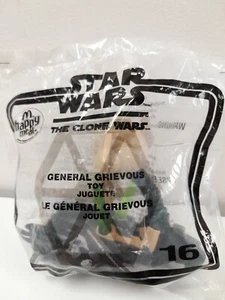 STAR
WARS
happy
meal
THE CLONE WARS
GENERAL GRIEVOUS
TOY
JUGUETE
LE GÉNÉRAL GRIEVOUS
JOUET
16